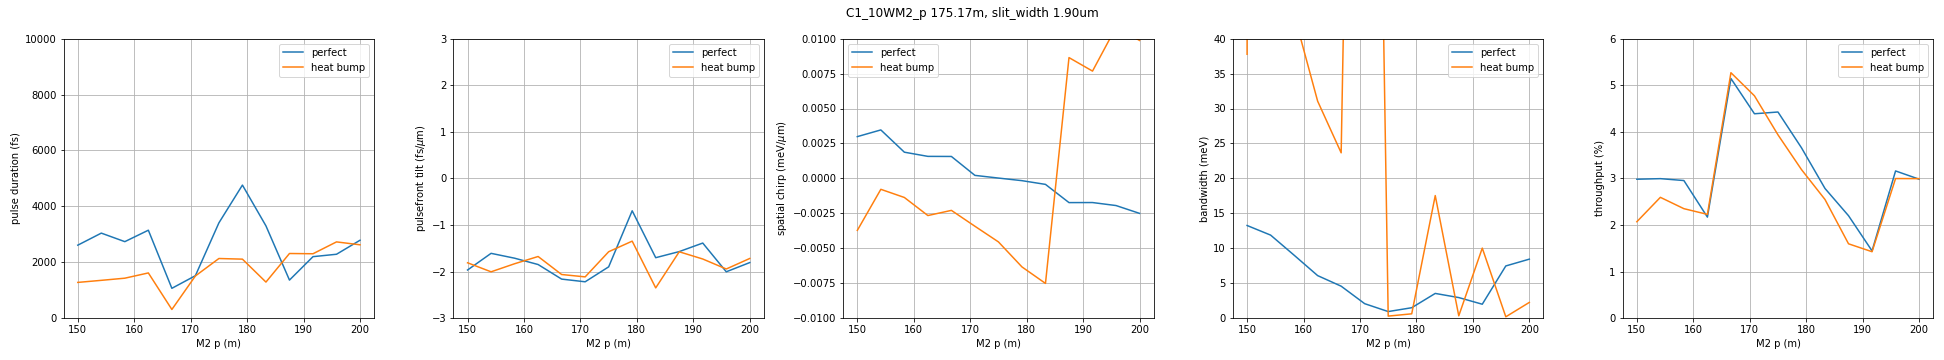 C1_10WM2_p 175.17m, slit_width 1.90um
pulse duration (fs)
10000
8000
6000
4000
2000
0
perfect
heat bump
150 160 170 180 190 200
M2 p (m)
pulsefront tilt (fs/μm)
3
2
1
0
−1
−2
−3
perfect
heat bump
150 160 170 180 190 200
M2 p (m)
spatial chirp (meV/μm)
0.0100
0.0075
0.0050
0.0025
0.0000
−0.0025
−0.0050
−0.0075
−0.0100
perfect
heat bump
150 160 170 180 190 200
M2 p (m)
bandwidth (meV)
40
35
30
25
20
15
10
5
0
perfect
heat bump
150 160 170 180 190 200
M2 p (m)
throughput (%)
6
5
4
3
2
1
0
perfect
heat bump
150 160 170 180 190 200
M2 p (m)